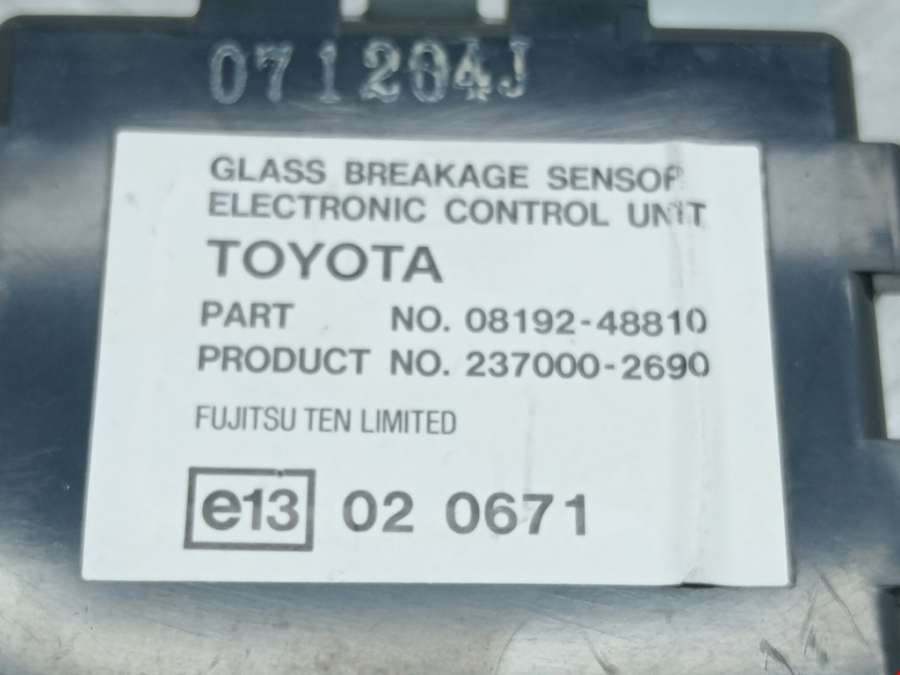 071204J
GLASS BREAKAGE SENSOR
ELECTRONIC CONTROL UNIT
TOYOTA
PART NO. 08192-48810
PRODUCT NO. 237000-2690
FUJITSU TEN LIMITED
e13 02 0671